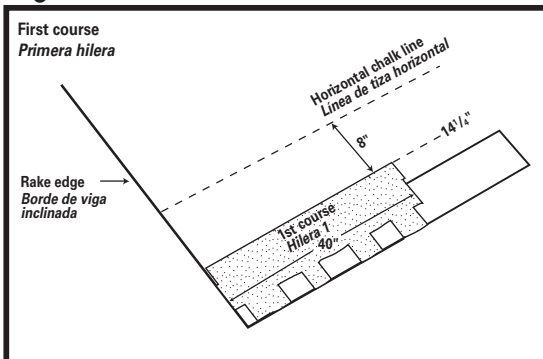 First course
Primera hilera
Horizontal chalk line
Línea de tiza horizontal
8"
14¹/₄"
Rake edge
Borde de viga
inclinada
1st course
Hilera 1
40"